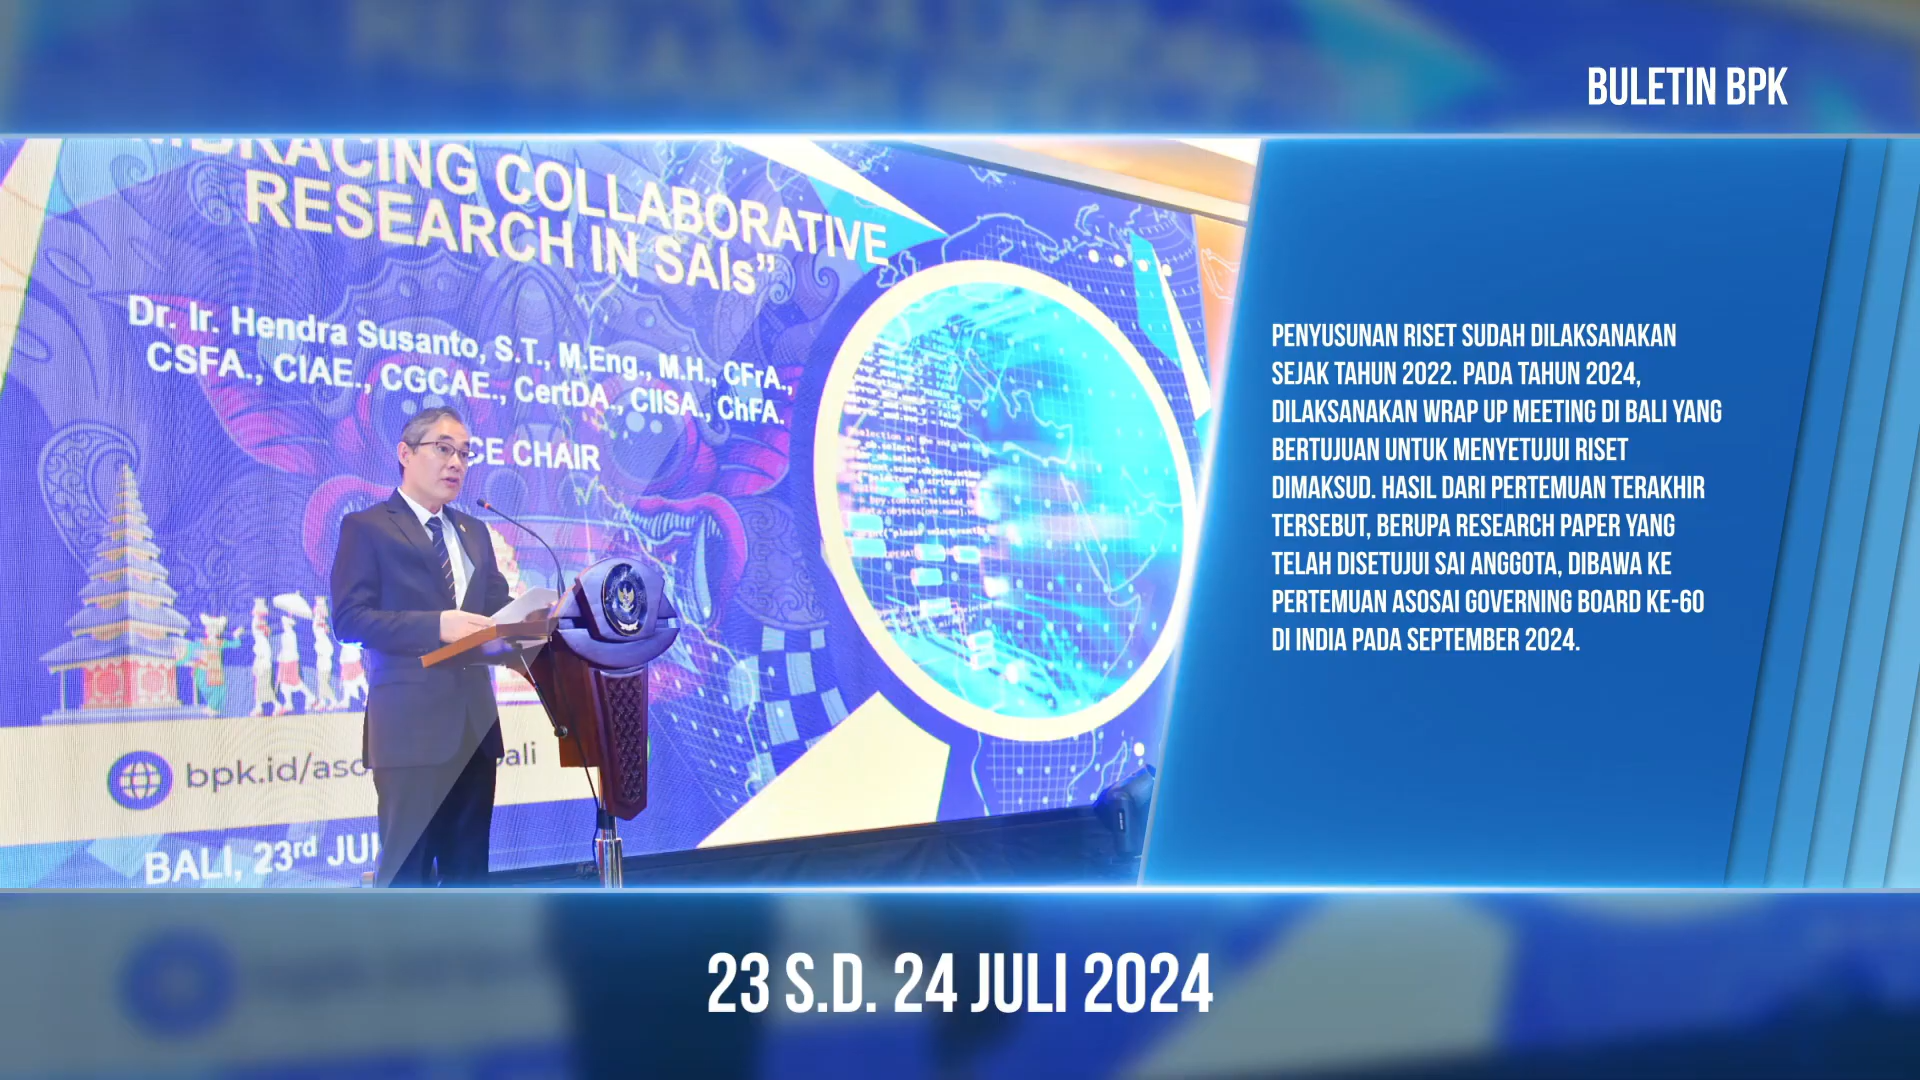 BULETIN BPK
EMBRACING COLLABORATIVE
RESEARCH IN SAIs”
Dr. Ir. Hendra Susanto, S.T., M.Eng., M.H., CFrA.,
CSFA., CIAE., CGCAE., CertDA., CIISA., ChFA.
CE CHAIR
bpk.id/aso
bali
BALI, 23rd JUL
PENYUSUNAN RISET SUDAH DILAKSANAKAN
SEJAK TAHUN 2022. PADA TAHUN 2024,
DILAKSANAKAN WRAP UP MEETING DI BALI YANG
BERTUJUAN UNTUK MENYETUJUI RISET
DIMAKSUD. HASIL DARI PERTEMUAN TERAKHIR
TERSEBUT, BERUPA RESEARCH PAPER YANG
TELAH DISETUJUI SAI ANGGOTA, DIBAWA KE
PERTEMUAN ASOSAI GOVERNING BOARD KE-60
DI INDIA PADA SEPTEMBER 2024.
23 S.D. 24 JULI 2024